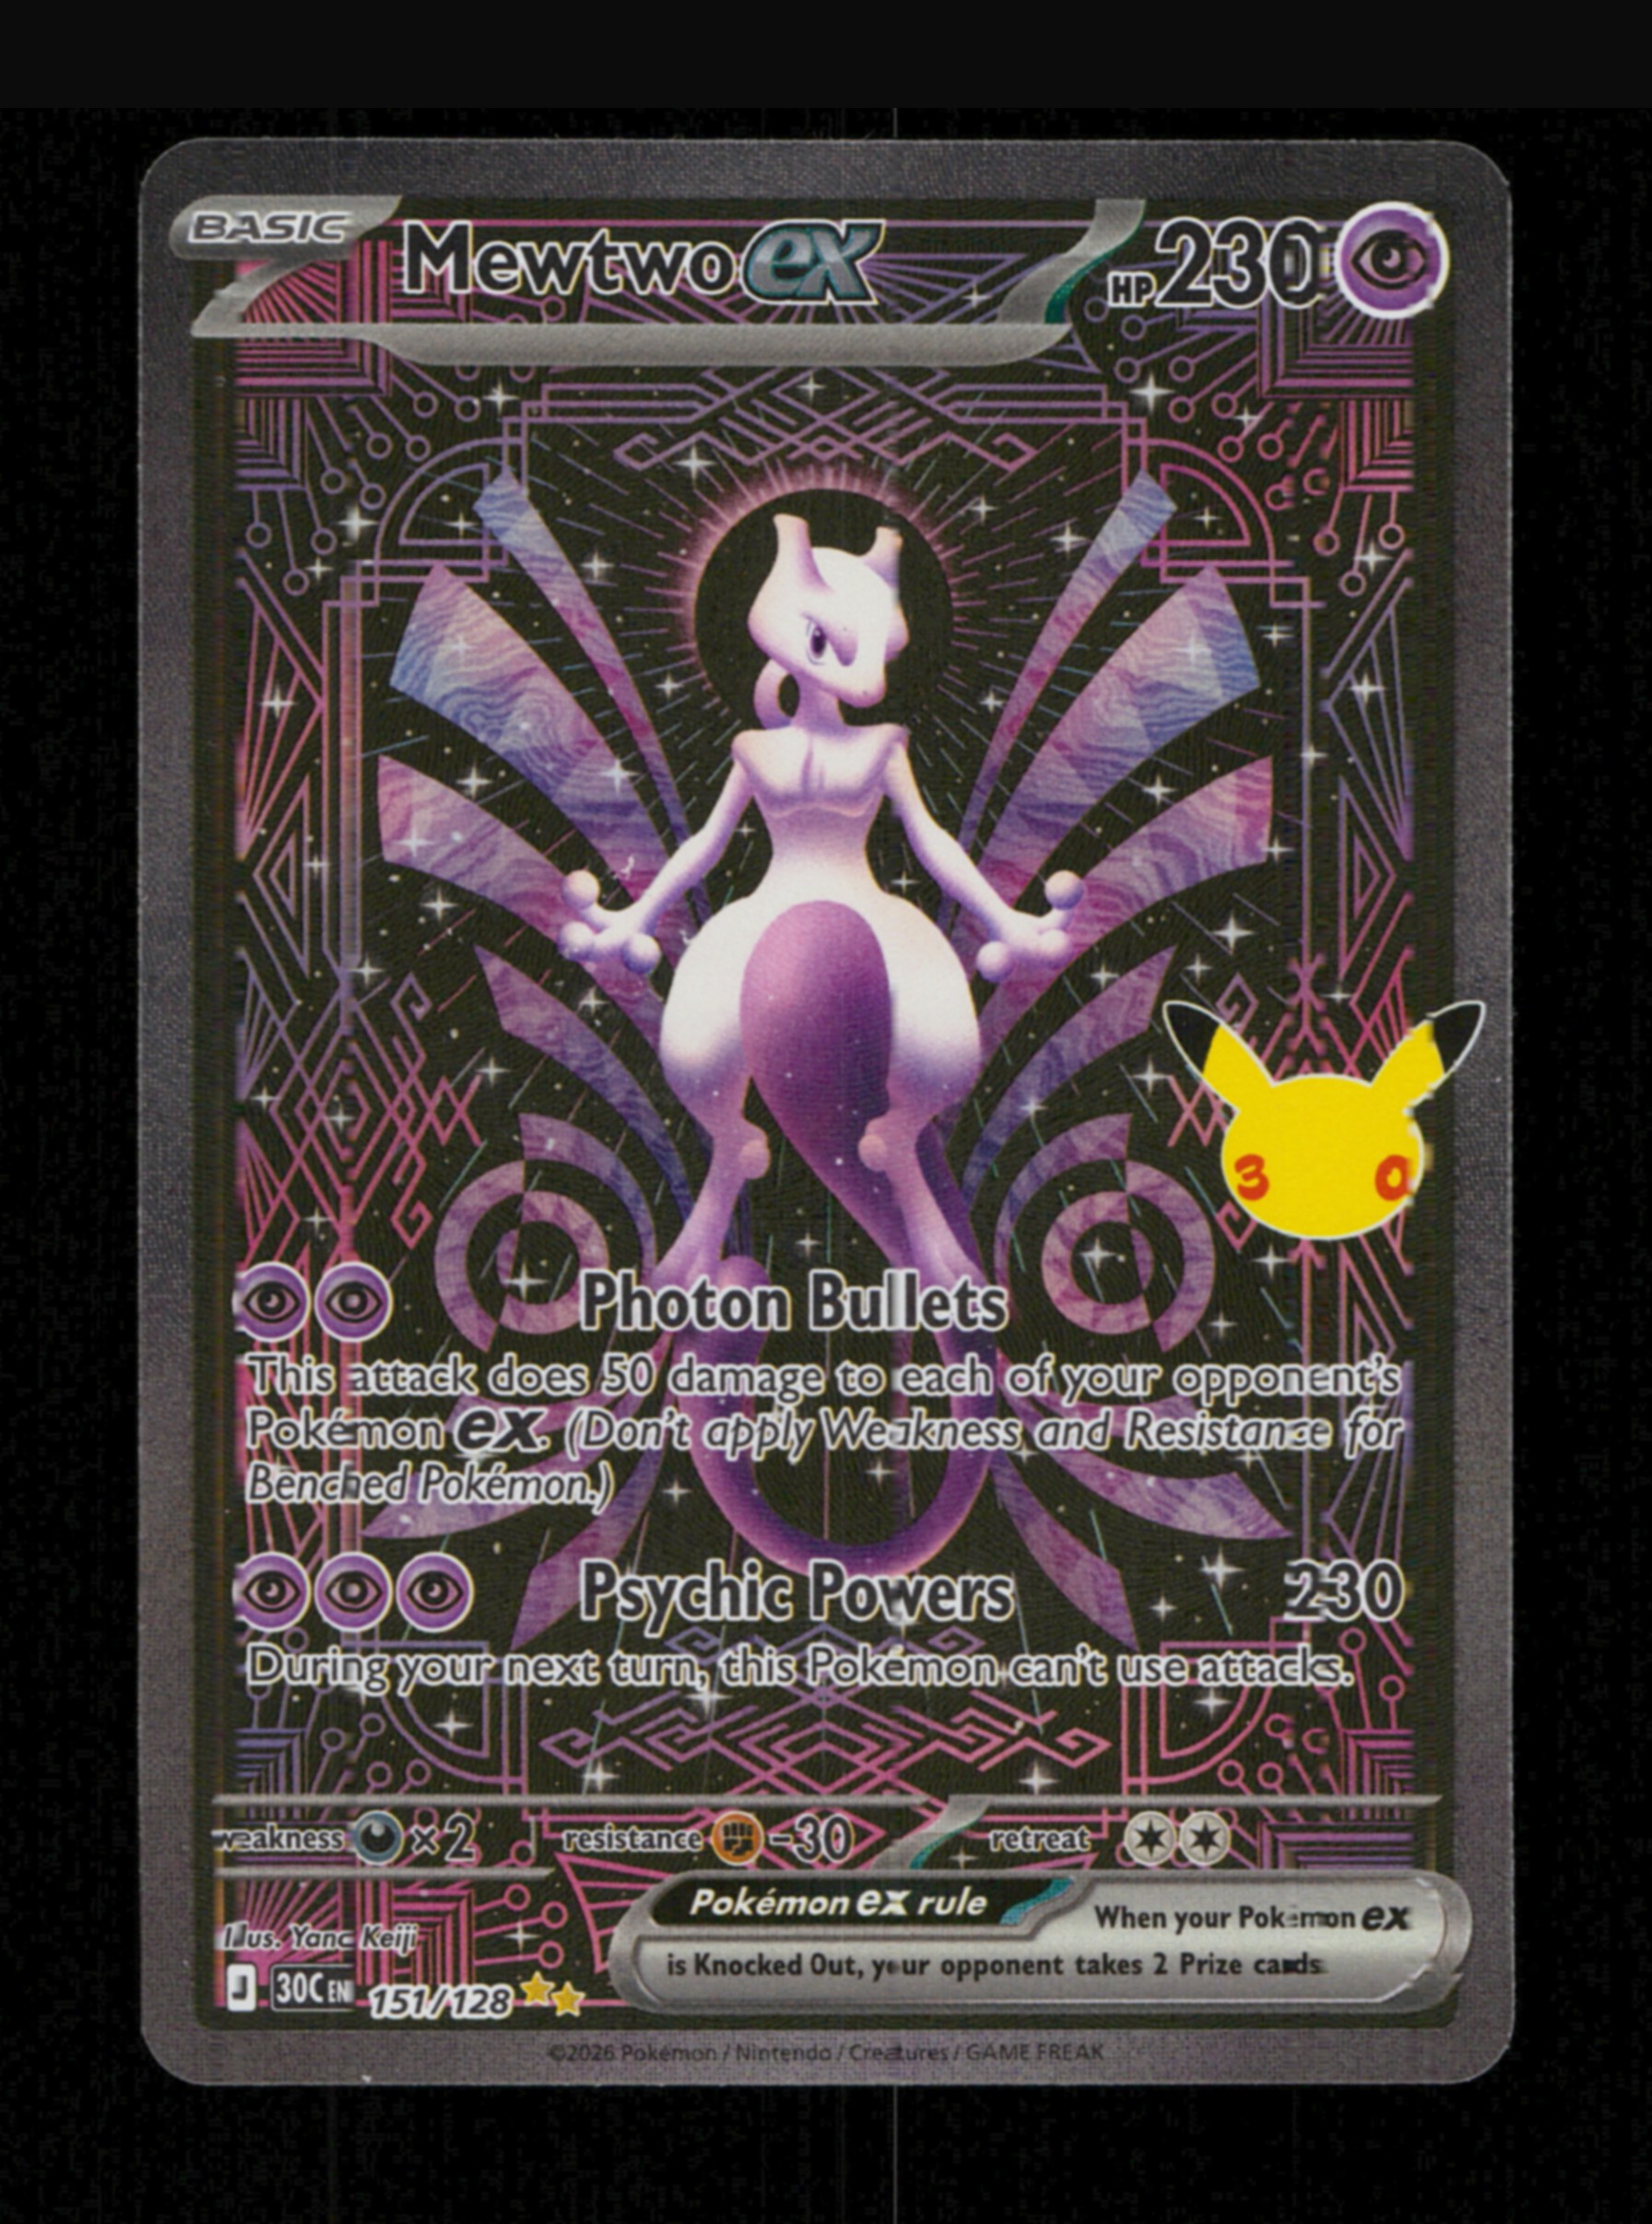 BASIC
Mewtwo ex HP 230
3 0
Photon Bullets
This attack does 50 damage to each of your opponent's
Pokémon ex. (Don't apply Weakness and Resistance for
Benched Pokémon.)
Psychic Powers 230
During your next turn, this Pokémon can't use attacks.
weakness ×2 resistance -30 retreat
Pokémon ex rule When your Pokémon ex
is Knocked Out, your opponent takes 2 Prize cards.
Illus. Yano Keiji
J 30C EN 151/128
©2026 Pokémon / Nintendo / Creatures / GAME FREAK